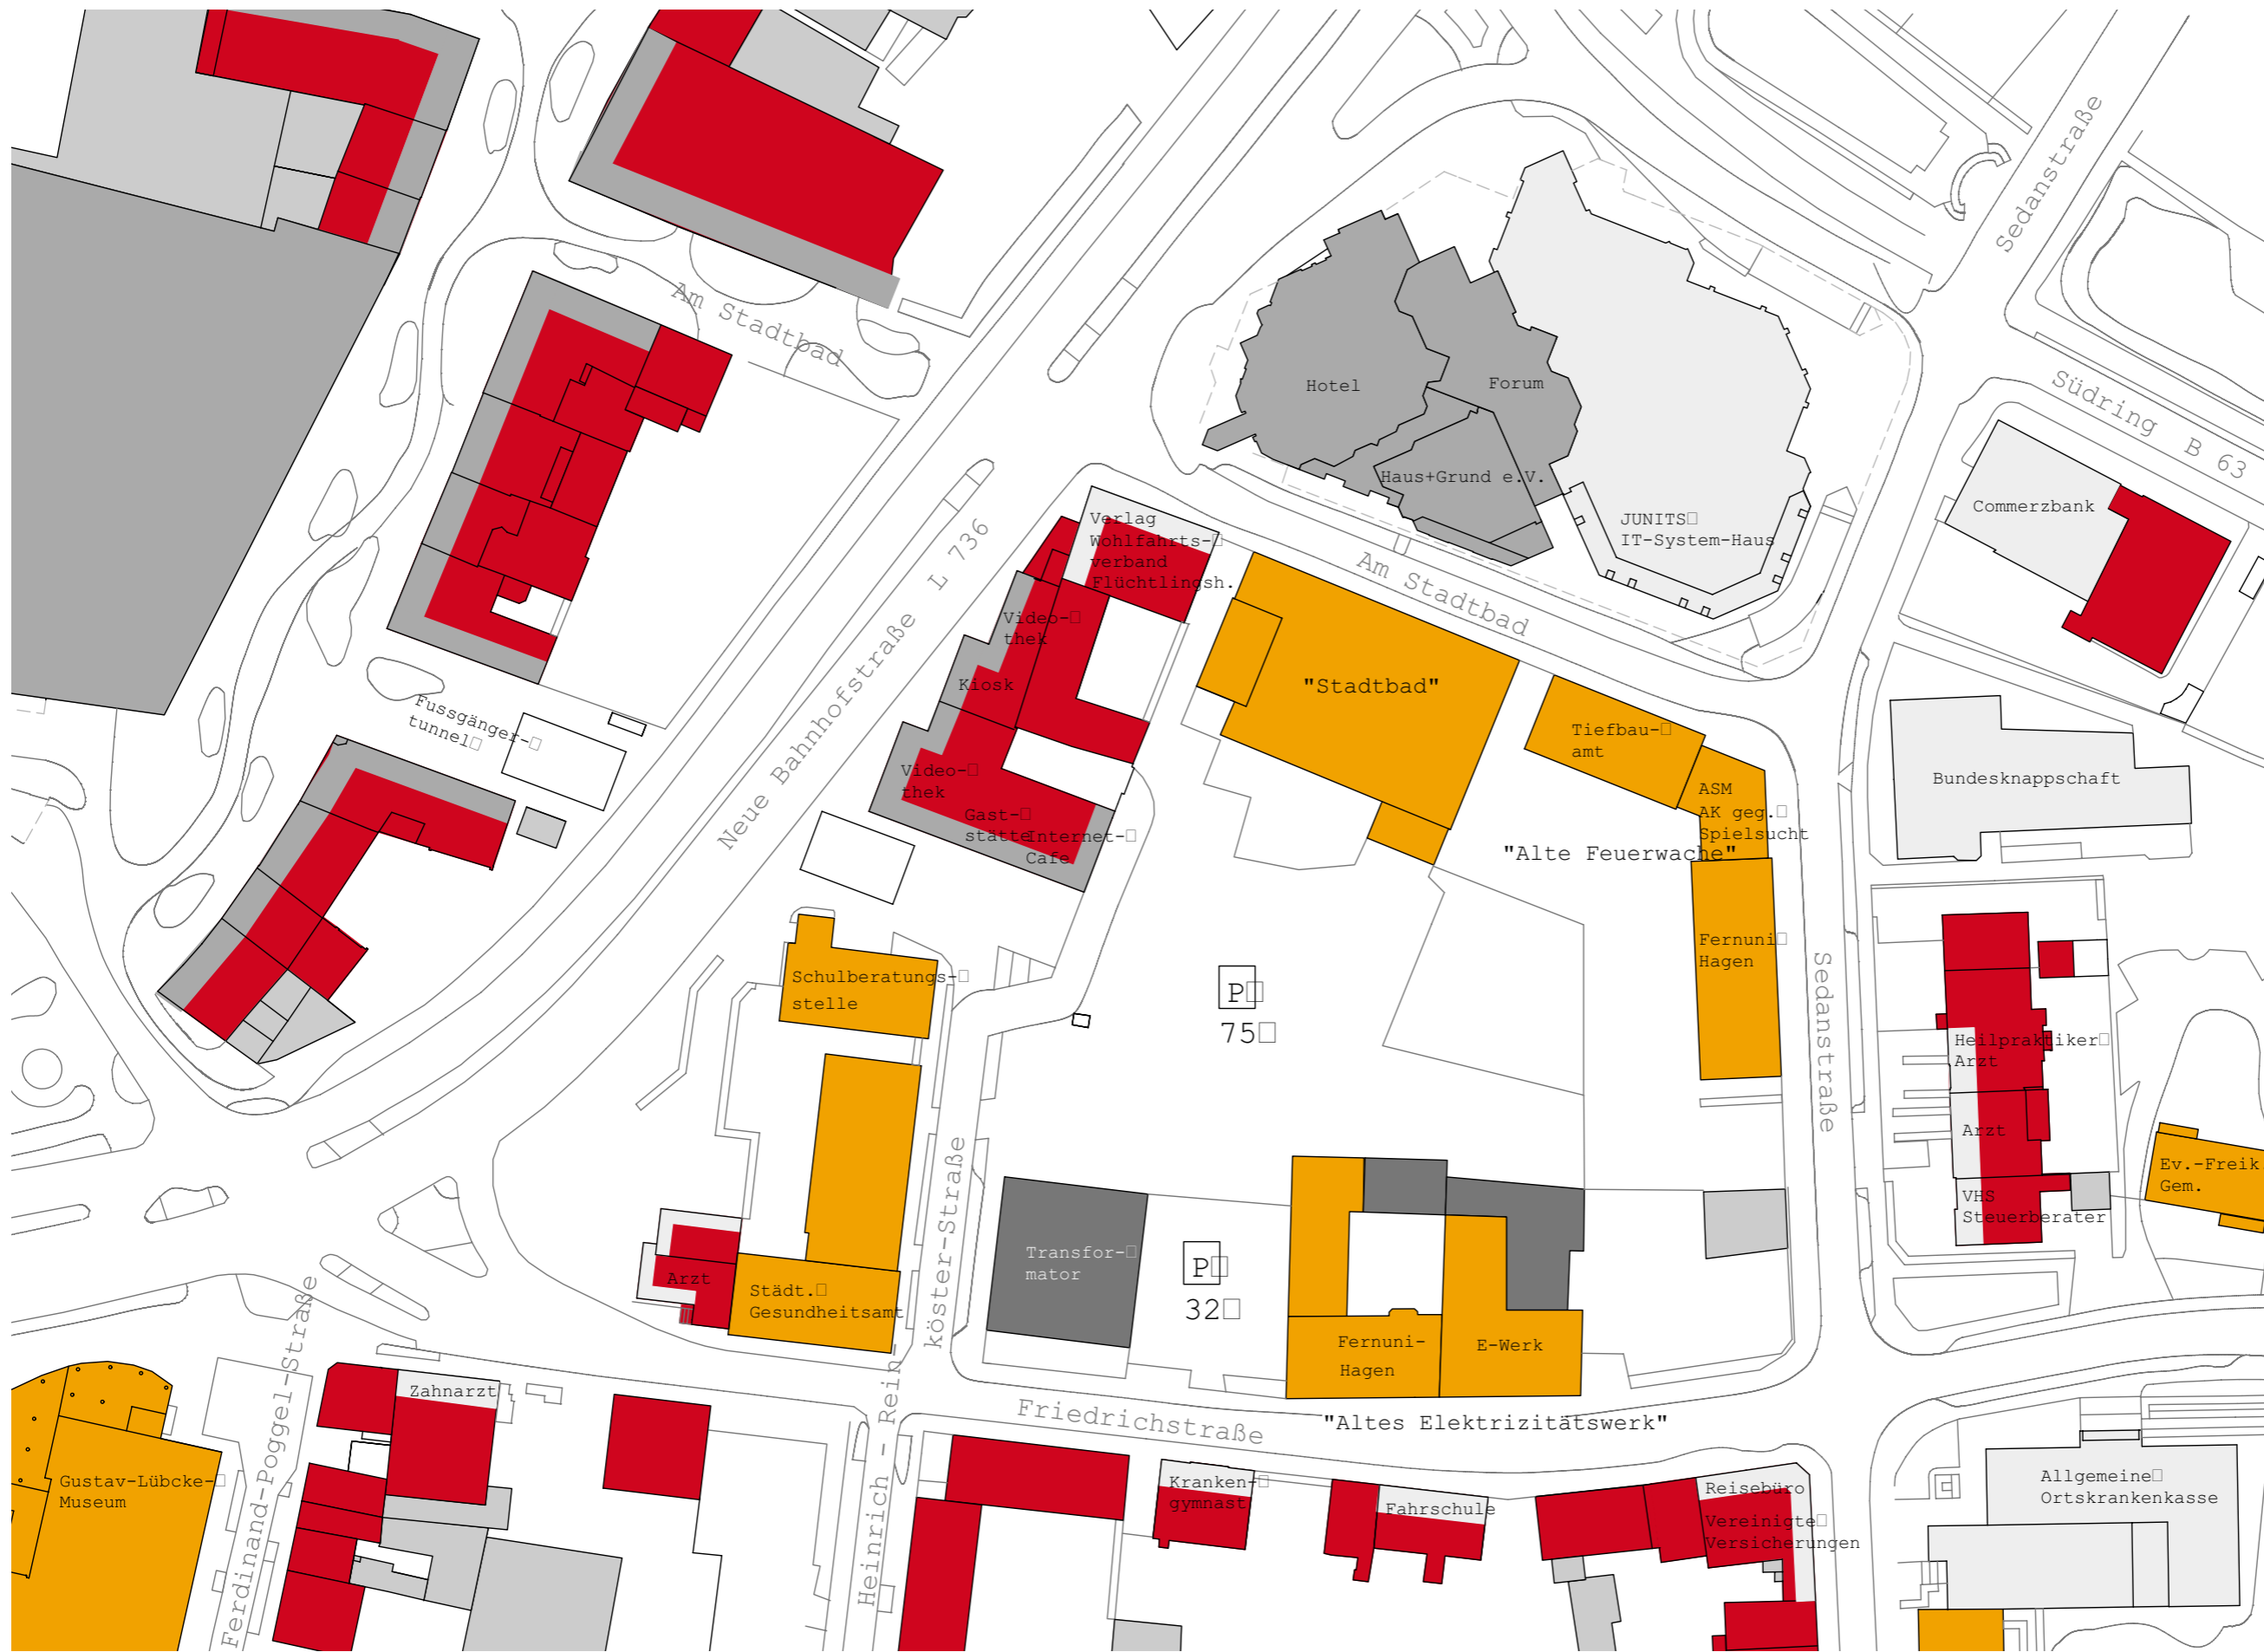 Am Stadtbad
Sedanstraße
Südring B 63
Hotel
Forum
Haus+Grund e.V.
JUNITS
IT-System-Haus
Commerzbank
Neue Bahnhofstraße L 736
Verlag
Wohlfahrts-
verband
Flüchtlingsh.
Am Stadtbad
Video-
thek
Kiosk
"Stadtbad"
Fussgänger-
tunnel
Tiefbau-
amt
Bundesknappschaft
Video-
thek
ASM
AK geg.
Spielsucht
Gast-
stätte
Internet-
Cafe
"Alte Feuerwache"
Fernuni
Hagen
Schulberatungs-
stelle
P
75
Sedanstraße
Heilpraktiker
Arzt
Arzt
Ev.-Freik
Gem.
VHS
Steuerberater
Transfor-
mator
P
32
Arzt
Städt.
Gesundheitsamt
Heinrich-Rein-
köster-Straße
Fernuni-
Hagen
E-Werk
Ferdinand-Poggel-Straße
Zahnarzt
Friedrichstraße
"Altes Elektrizitätswerk"
Gustav-Lübcke-
Museum
Kranken-
gymnast
Fahrschule
Reisebüro
Vereinigte
Versicherungen
Allgemeine
Ortskrankenkasse